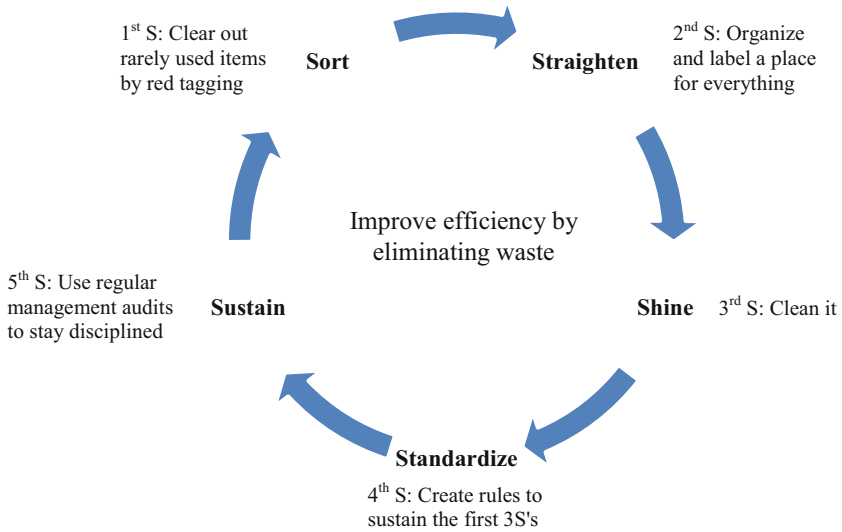 1st S: Clear out
rarely used items
by red tagging
Sort
Straighten
2nd S: Organize
and label a place
for everything
Improve efficiency by
eliminating waste
Shine
3rd S: Clean it
Standardize
4th S: Create rules to
sustain the first 3S's
Sustain
5th S: Use regular
management audits
to stay disciplined